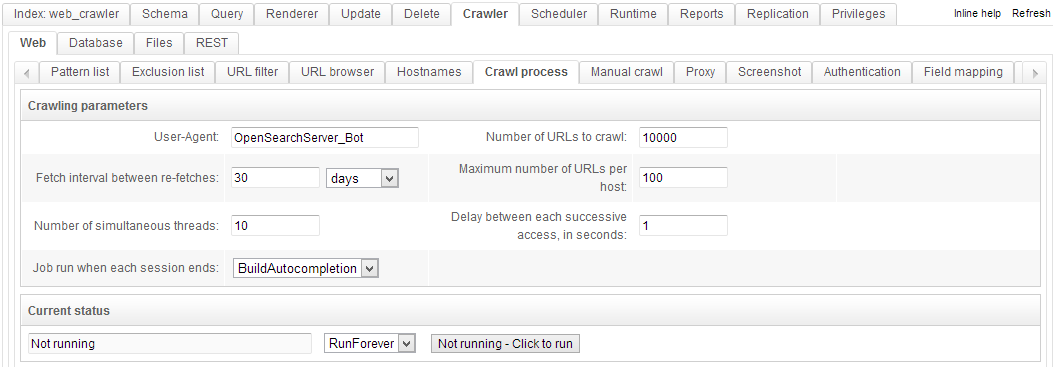 Index: web_crawler Schema Query Renderer Update Delete Crawler Scheduler Runtime Reports Replication Privileges Inline help Refresh
Web Database Files REST
Pattern list Exclusion list URL filter URL browser Hostnames Crawl process Manual crawl Proxy Screenshot Authentication Field mapping
Crawling parameters
User-Agent: OpenSearchServer_Bot Number of URLs to crawl: 10000
Fetch interval between re-fetches: 30 days Maximum number of URLs per
host: 100
Number of simultaneous threads: 10 Delay between each successive
access, in seconds: 1
Job run when each session ends: BuildAutocompletion
Current status
Not running RunForever Not running - Click to run